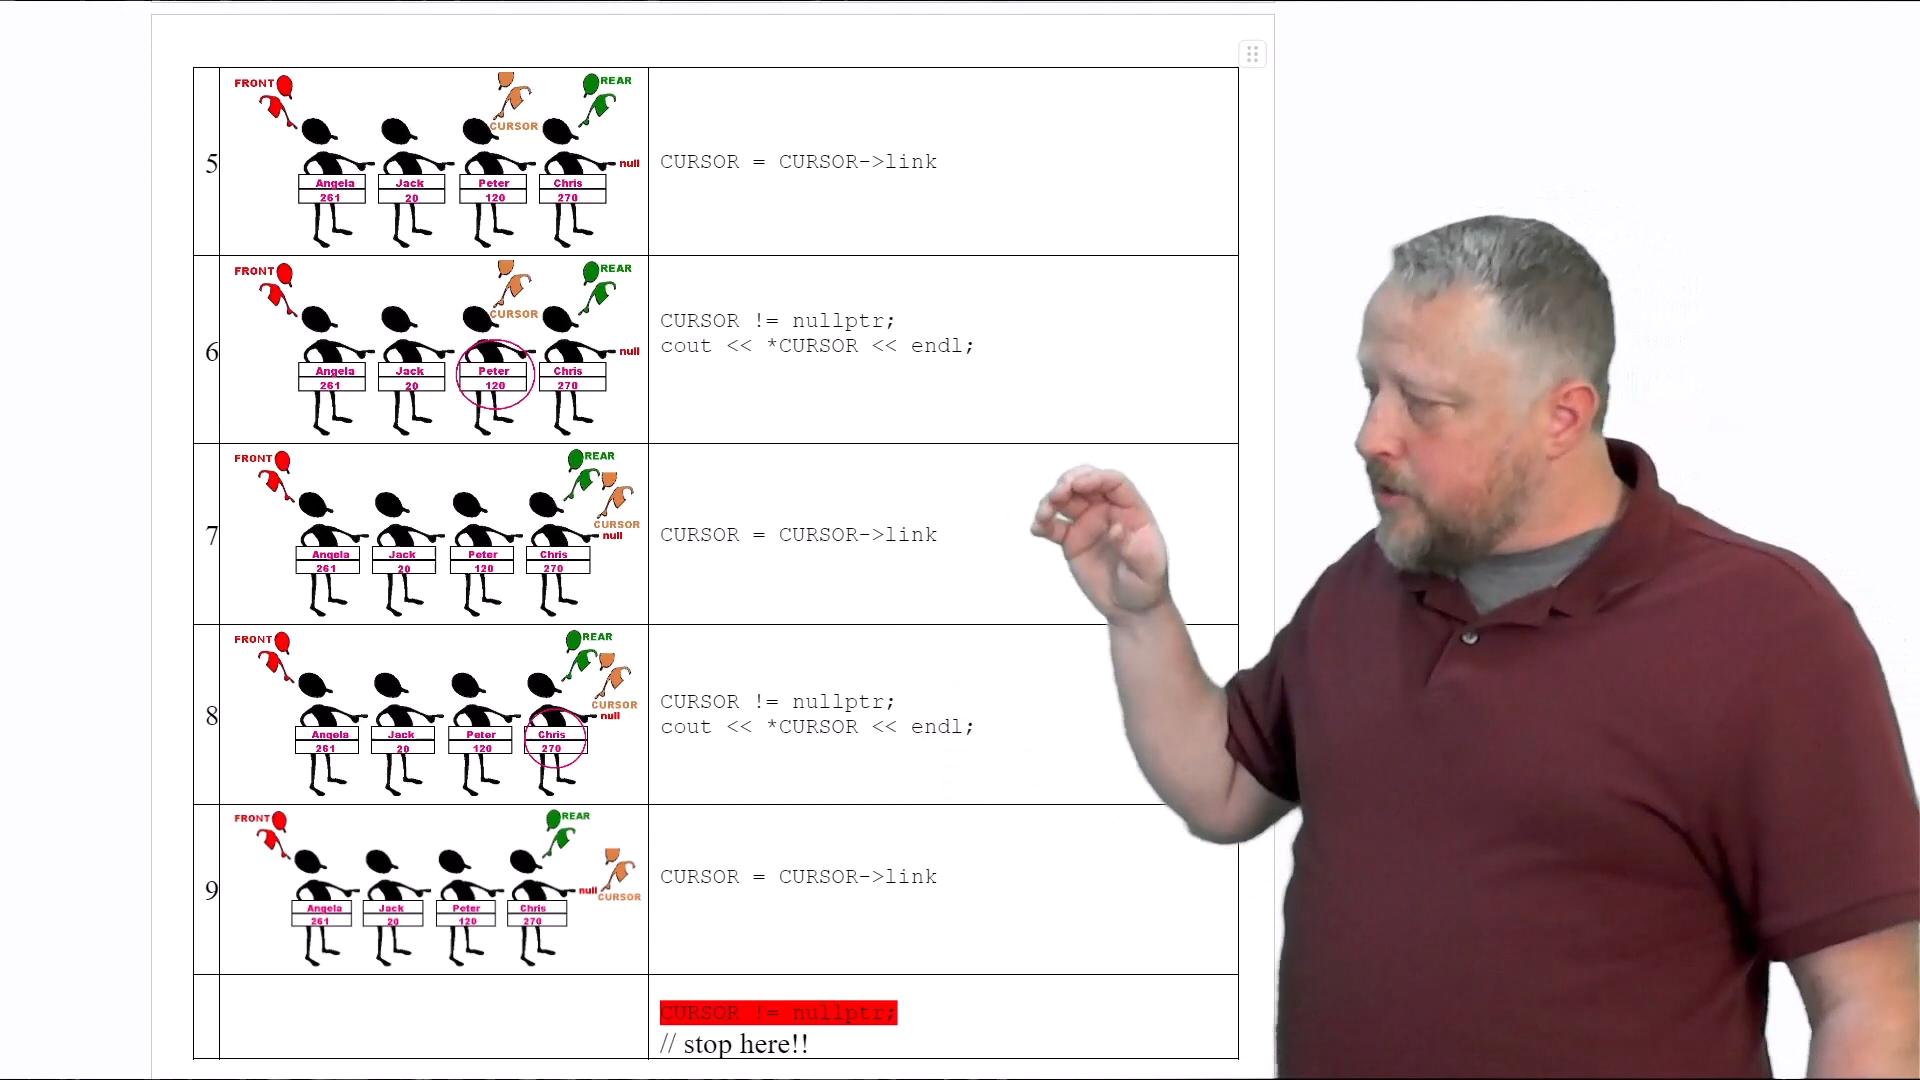 FRONT REAR
CURSOR
5 null CURSOR = CURSOR->link
Angela Jack Peter Chris
261 20 120 270
FRONT REAR
CURSOR
CURSOR != nullptr;
6 null cout << *CURSOR << endl;
Angela Jack Peter Chris
261 20 120 270
FRONT REAR
CURSOR
7 null CURSOR = CURSOR->link
Angela Jack Peter Chris
261 20 120 270
FRONT REAR
CURSOR
CURSOR != nullptr;
8 null cout << *CURSOR << endl;
Angela Jack Peter Chris
261 20 120 270
FRONT REAR
9 null CURSOR CURSOR = CURSOR->link
Angela Jack Peter Chris
261 20 120 270
CURSOR != nullptr;
// stop here!!